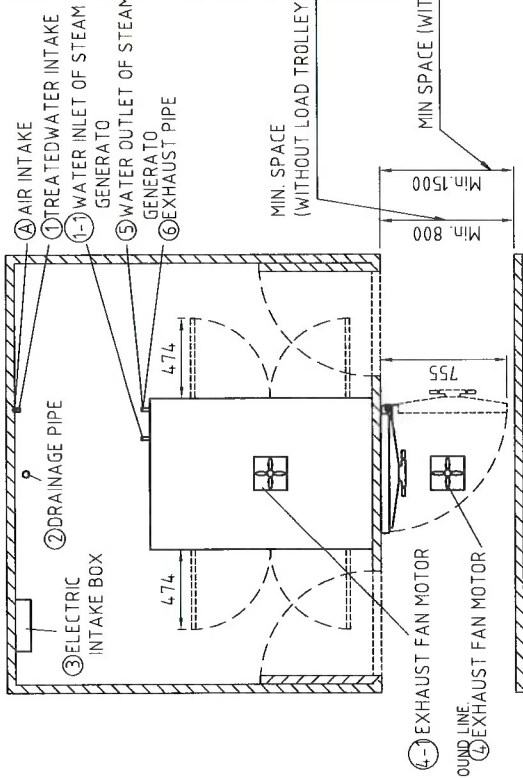 Ⓐ AIR INTAKE
① TREATEDWATER INTAKE
①-1 WATER INLET OF STEAM
GENERATO
⑤ WATER OUTLET OF STEAM
GENERATO
⑥ EXHAUST PIPE
② DRAINAGE PIPE
③ ELECTRIC
INTAKE BOX
474
474
MIN. SPACE
(WITHOUT LOAD TROLLEY
MIN SPACE (WIT
Min. 1500
Min. 800
755
4-1 EXHAUST FAN MOTOR
OUND LINE.
④ EXHAUST FAN MOTOR